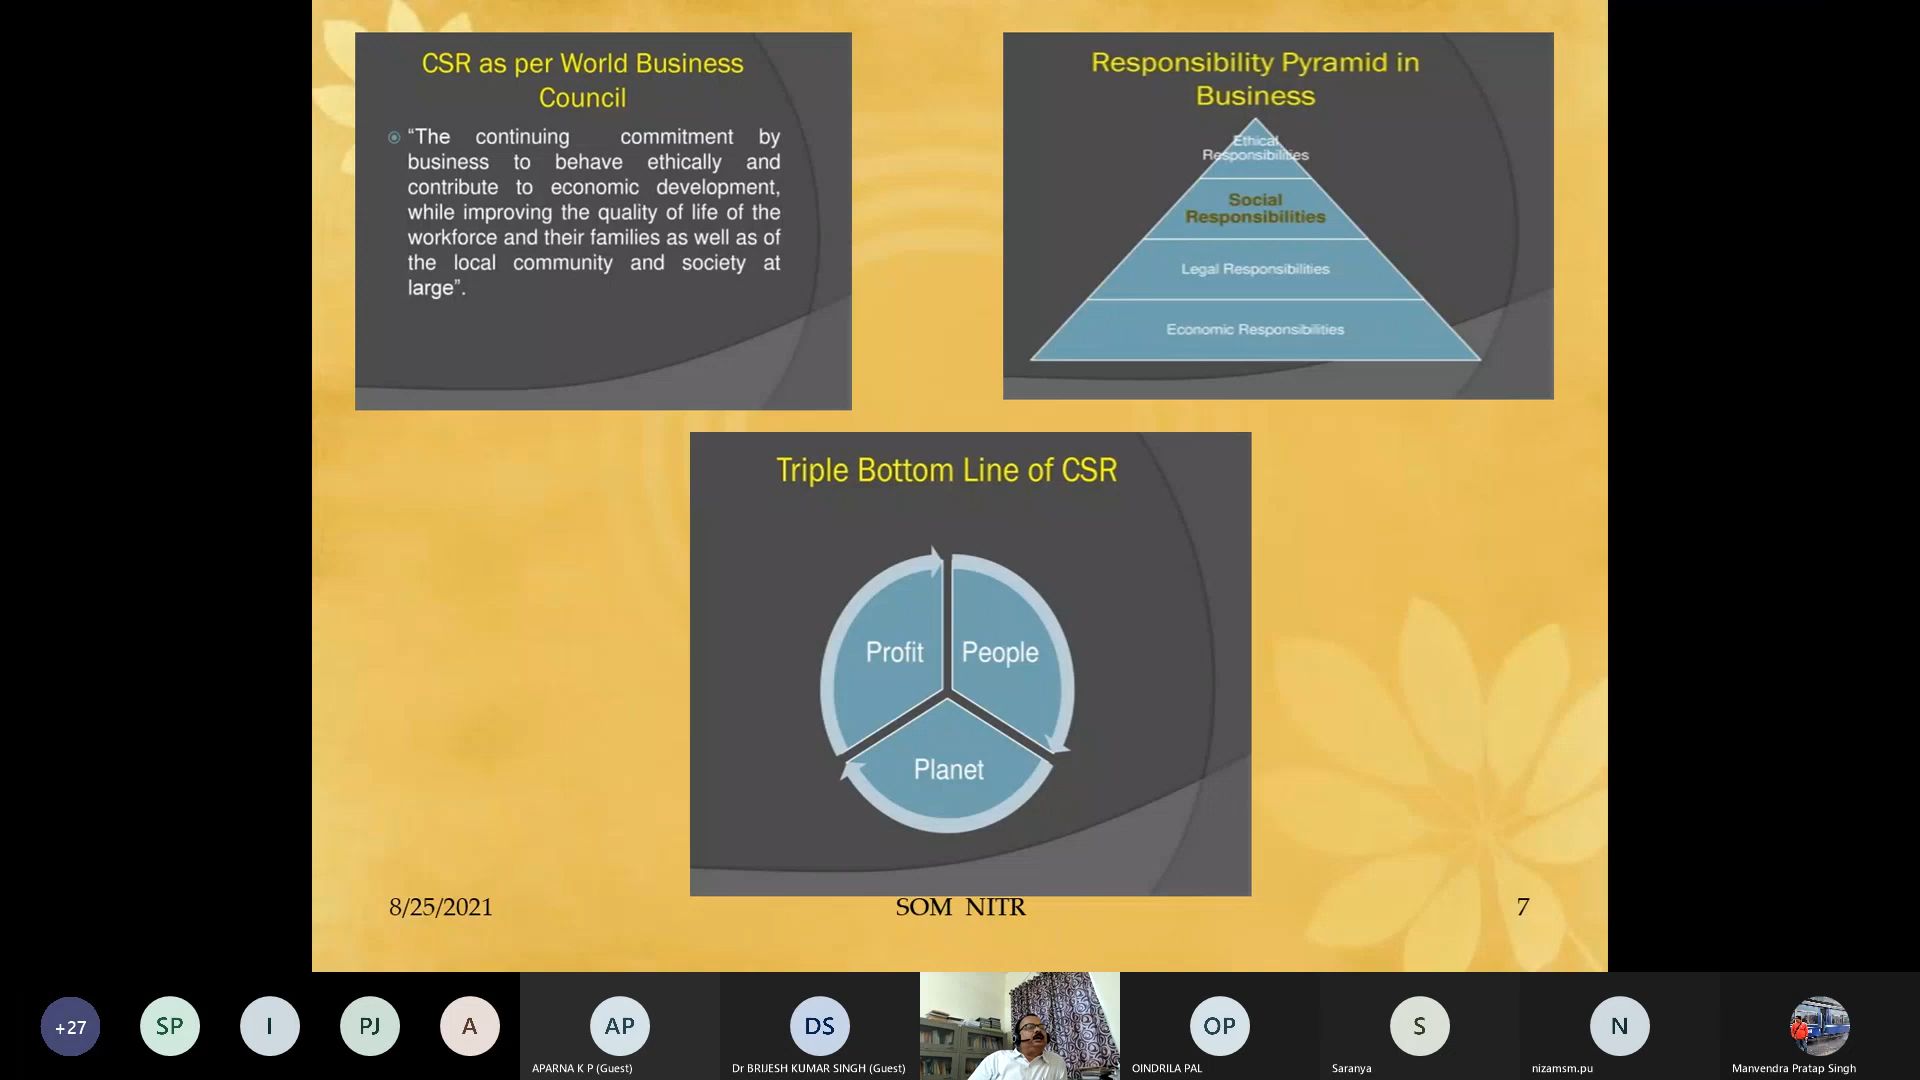 CSR as per World Business
Council
“The continuing commitment by
business to behave ethically and
contribute to economic development,
while improving the quality of life of the
workforce and their families as well as of
the local community and society at
large”.
Responsibility Pyramid in
Business
Ethical
Responsibilities
Social
Responsibilities
Legal Responsibilities
Economic Responsibilities
Triple Bottom Line of CSR
Profit
People
Planet
8/25/2021
SOM NITR
7
+27
SP
I
PJ
A
AP
APARNA K P (Guest)
DS
Dr BRIJESH KUMAR SINGH (Guest)
OP
OINDRILA PAL
S
Saranya
N
nizamsm.pu
Manvendra Pratap Singh